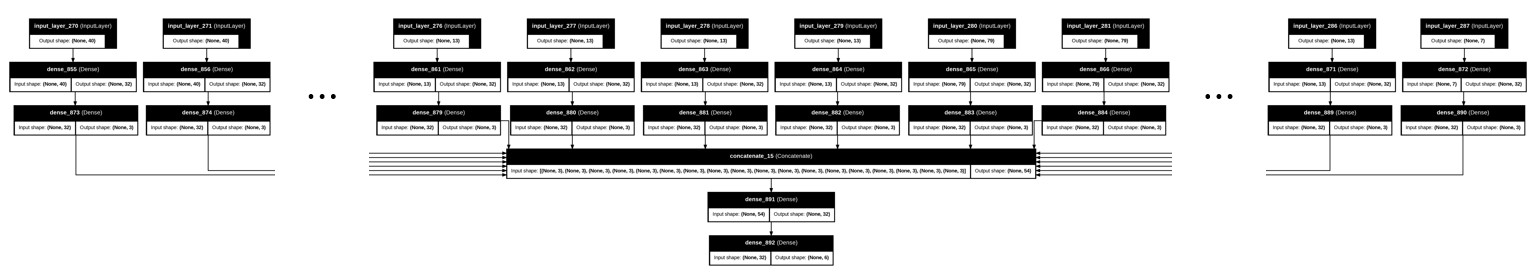 input_layer_270 (InputLayer) input_layer_271 (InputLayer) input_layer_276 (InputLayer) input_layer_277 (InputLayer) input_layer_278 (InputLayer) input_layer_279 (InputLayer) input_layer_280 (InputLayer) input_layer_281 (InputLayer) input_layer_286 (InputLayer) input_layer_287 (InputLayer)
Output shape: (None, 40) Output shape: (None, 40) Output shape: (None, 13) Output shape: (None, 13) Output shape: (None, 13) Output shape: (None, 13) Output shape: (None, 79) Output shape: (None, 79) Output shape: (None, 13) Output shape: (None, 7)
dense_855 (Dense) dense_856 (Dense) dense_861 (Dense) dense_862 (Dense) dense_863 (Dense) dense_864 (Dense) dense_865 (Dense) dense_866 (Dense) dense_871 (Dense) dense_872 (Dense)
Input shape: (None, 40) Output shape: (None, 32) Input shape: (None, 40) Output shape: (None, 32) Input shape: (None, 13) Output shape: (None, 32) Input shape: (None, 13) Output shape: (None, 32) Input shape: (None, 13) Output shape: (None, 32) Input shape: (None, 13) Output shape: (None, 32) Input shape: (None, 79) Output shape: (None, 32) Input shape: (None, 79) Output shape: (None, 32) Input shape: (None, 13) Output shape: (None, 32) Input shape: (None, 7) Output shape: (None, 32)
dense_873 (Dense) dense_874 (Dense) dense_879 (Dense) dense_880 (Dense) dense_881 (Dense) dense_882 (Dense) dense_883 (Dense) dense_884 (Dense) dense_889 (Dense) dense_890 (Dense)
Input shape: (None, 32) Output shape: (None, 3) Input shape: (None, 32) Output shape: (None, 3) Input shape: (None, 32) Output shape: (None, 3) Input shape: (None, 32) Output shape: (None, 3) Input shape: (None, 32) Output shape: (None, 3) Input shape: (None, 32) Output shape: (None, 3) Input shape: (None, 32) Output shape: (None, 3) Input shape: (None, 32) Output shape: (None, 3) Input shape: (None, 32) Output shape: (None, 3) Input shape: (None, 32) Output shape: (None, 3)
concatenate_15 (Concatenate)
Input shape: [(None, 3), (None, 3), (None, 3), (None, 3), (None, 3), (None, 3), (None, 3), (None, 3), (None, 3), (None, 3), (None, 3), (None, 3), (None, 3), (None, 3), (None, 3), (None, 3), (None, 3), (None, 3)] Output shape: (None, 54)
dense_891 (Dense)
Input shape: (None, 54) Output shape: (None, 32)
dense_892 (Dense)
Input shape: (None, 32) Output shape: (None, 6)